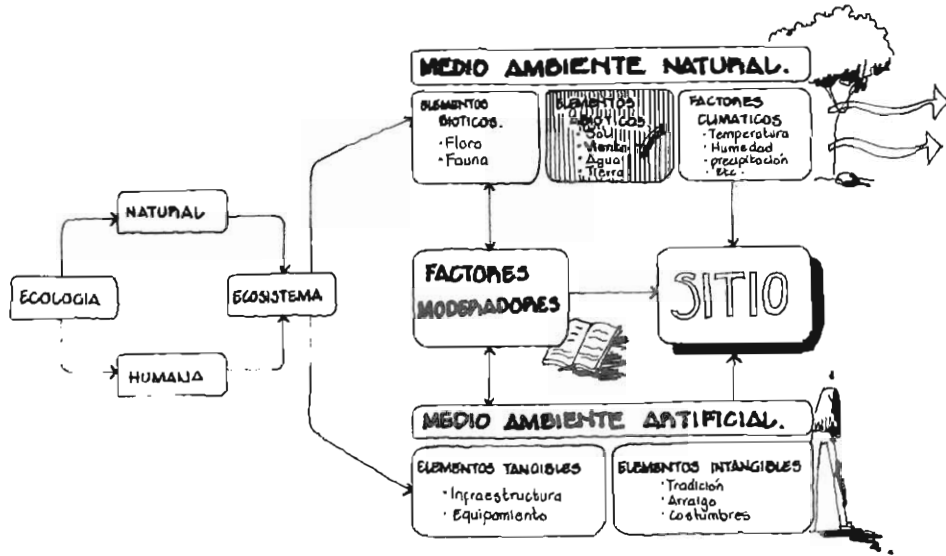 MEDIO AMBIENTE NATURAL.
ELEMENTOS
BIOTICOS.
· Flora
· Fauna
ELEMENTOS
ABIOTICOS
· Sol
· Viento
· Agua
· Tierra
FACTORES
CLIMATICOS
· Temperatura
· Humedad
· precipitación
· Etc.
NATURAL
ECOLOGIA
ECOSISTEMA
HUMANA
FACTORES
MODERADORES
SITIO
MEDIO AMBIENTE ARTIFICIAL.
ELEMENTOS TANGIBLES
· Infraestructura
· Equipamiento
ELEMENTOS INTANGIBLES
· Tradición
· Arraigo
· Costumbres